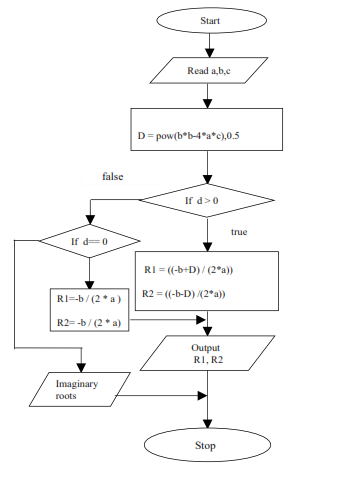 Start
Read a,b,c
D = pow(b*b-4*a*c),0.5
false
If d > 0
true
If d== 0
R1 = ((-b+D) / (2*a))
R2 = ((-b-D) /(2*a))
R1=-b / (2 * a )
R2= -b / (2 * a)
Output
R1, R2
Imaginary
roots
Stop